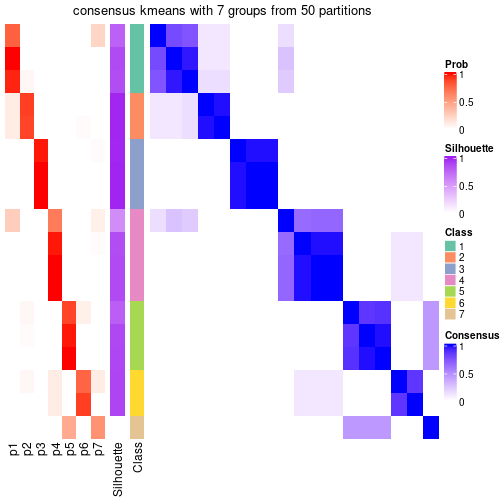 consensus kmeans with 7 groups from 50 partitions
Prob
1
0.5
0
Silhouette
1
0.5
0
Class
1
2
3
4
5
6
7
Consensus
1
0.5
0
p1
p2
p3
p4
p5
p6
p7
Silhouette
Class